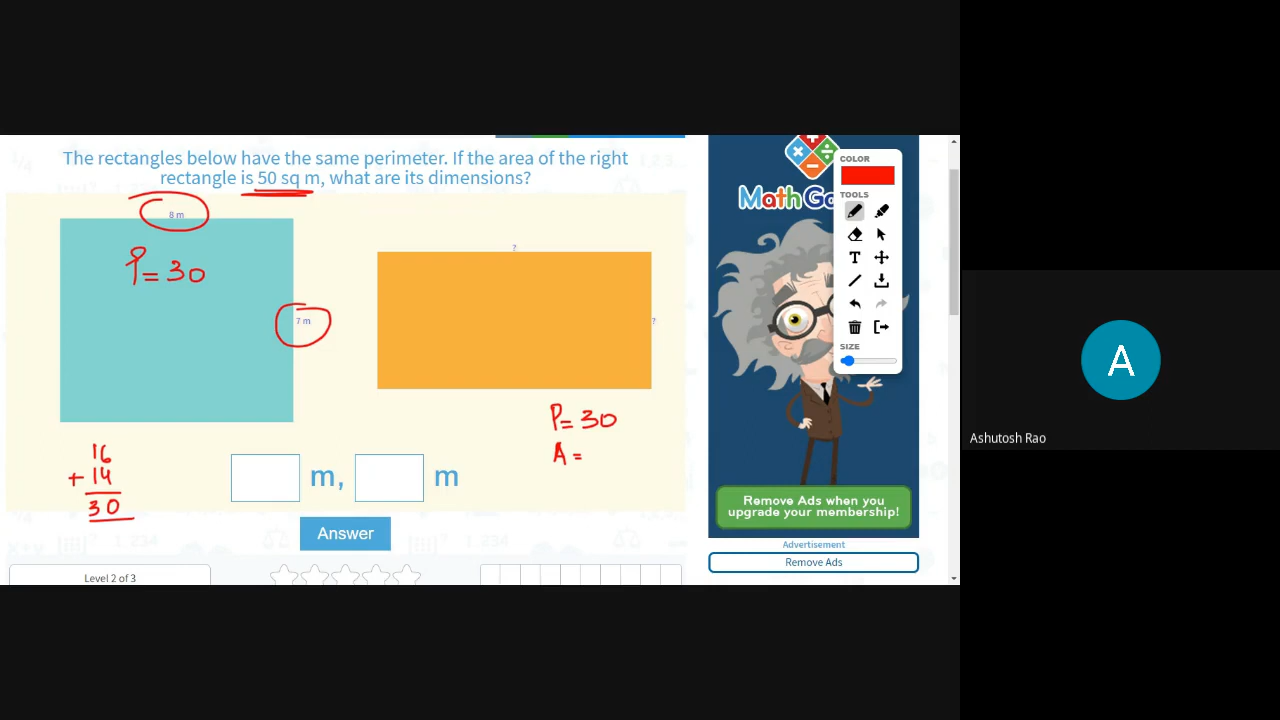 The rectangles below have the same perimeter. If the area of the right
rectangle is 50 sq m, what are its dimensions?
8 m
P = 30
7 m
?
?
P = 30
A =
16
+ 14
30
m, m
Answer
Level 2 of 3
COLOR
TOOLS
T
SIZE
Remove Ads when you
upgrade your membership!
Advertisement
Remove Ads
A
Ashutosh Rao